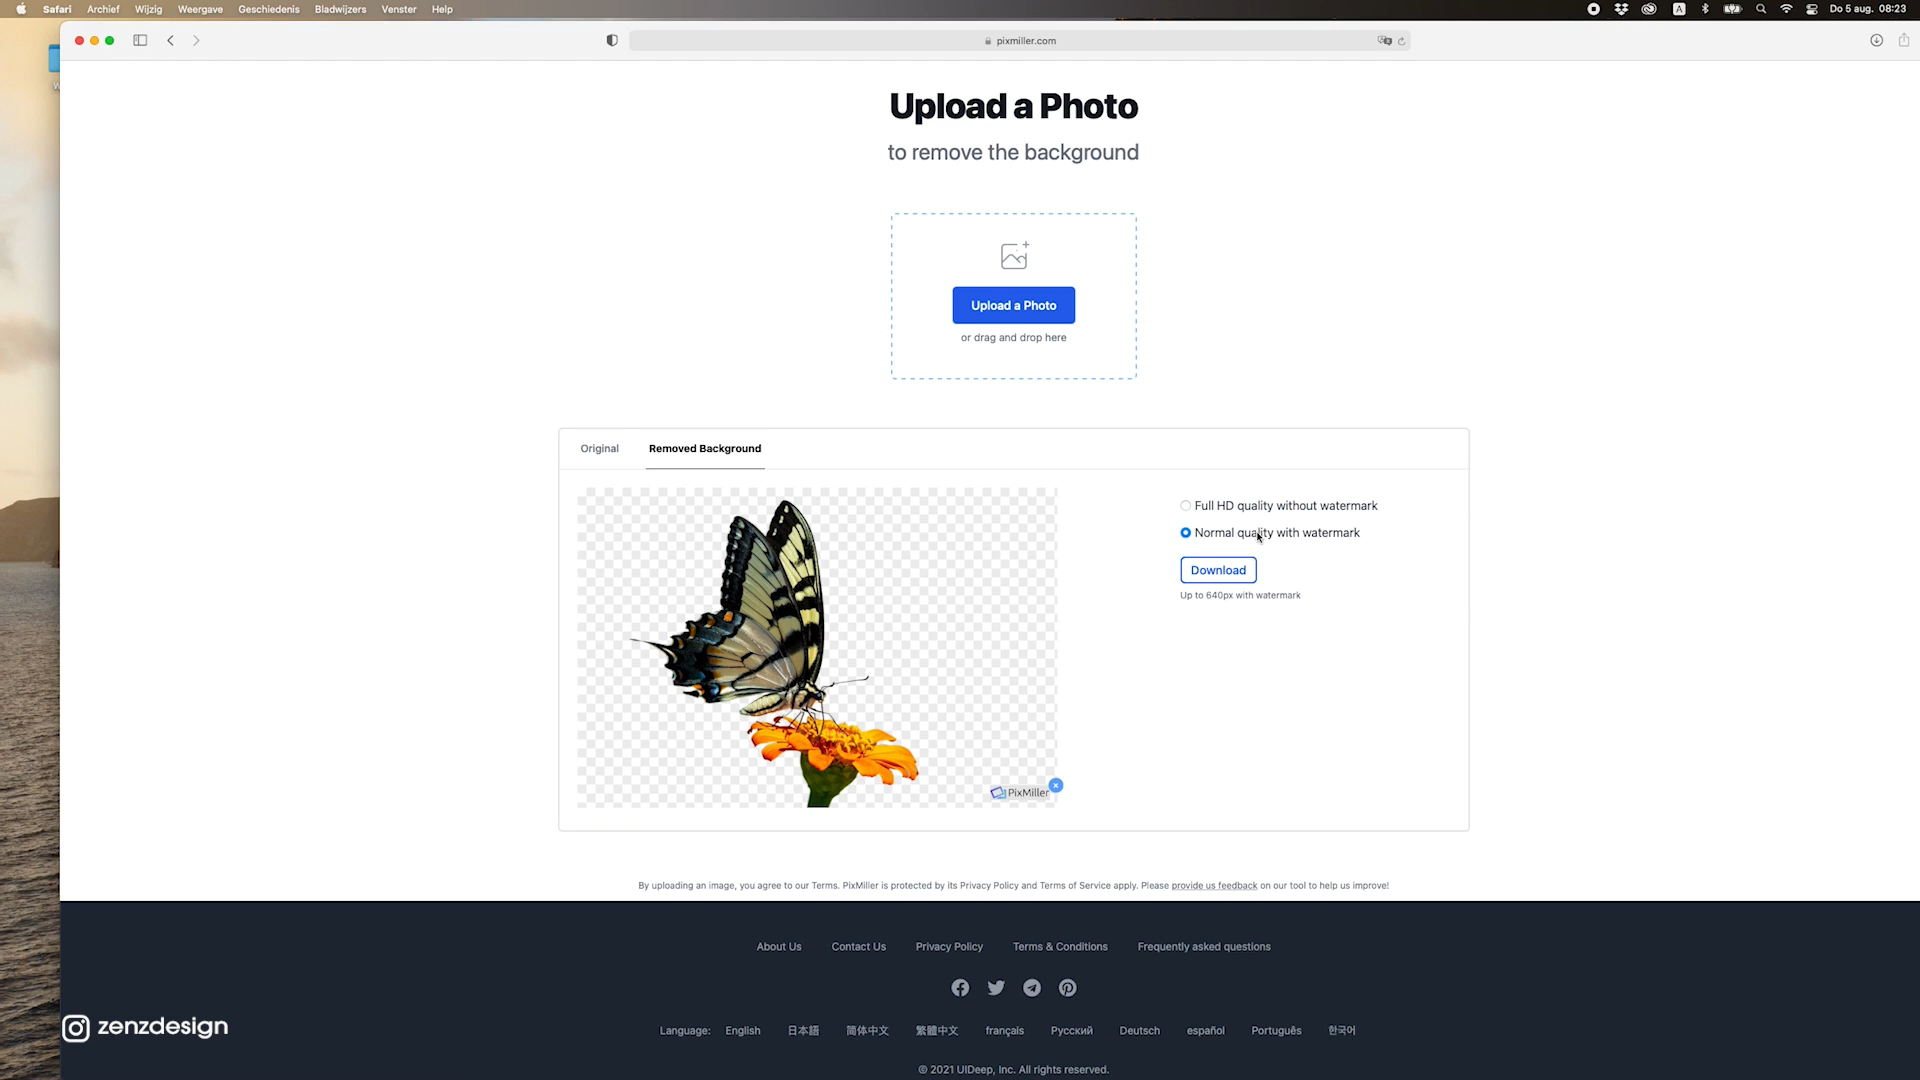 Safari Archief Wijzig Weergave Geschiedenis Bladwijzers Venster Help
A
Do 5 aug. 08:23
pixmiller.com
Upload a Photo
to remove the background
Upload a Photo
or drag and drop here
Original Removed Background
Full HD quality without watermark
Normal quality with watermark
Download
Up to 640px with watermark
PixMiller
By uploading an image, you agree to our Terms. PixMiller is protected by its Privacy Policy and Terms of Service apply. Please provide us feedback on our tool to help us improve!
About Us Contact Us Privacy Policy Terms & Conditions Frequently asked questions
zenzdesign
Language: English 日本語 简体中文 繁體中文 français Русский Deutsch español Português 한국어
© 2021 UIDeep, Inc. All rights reserved.